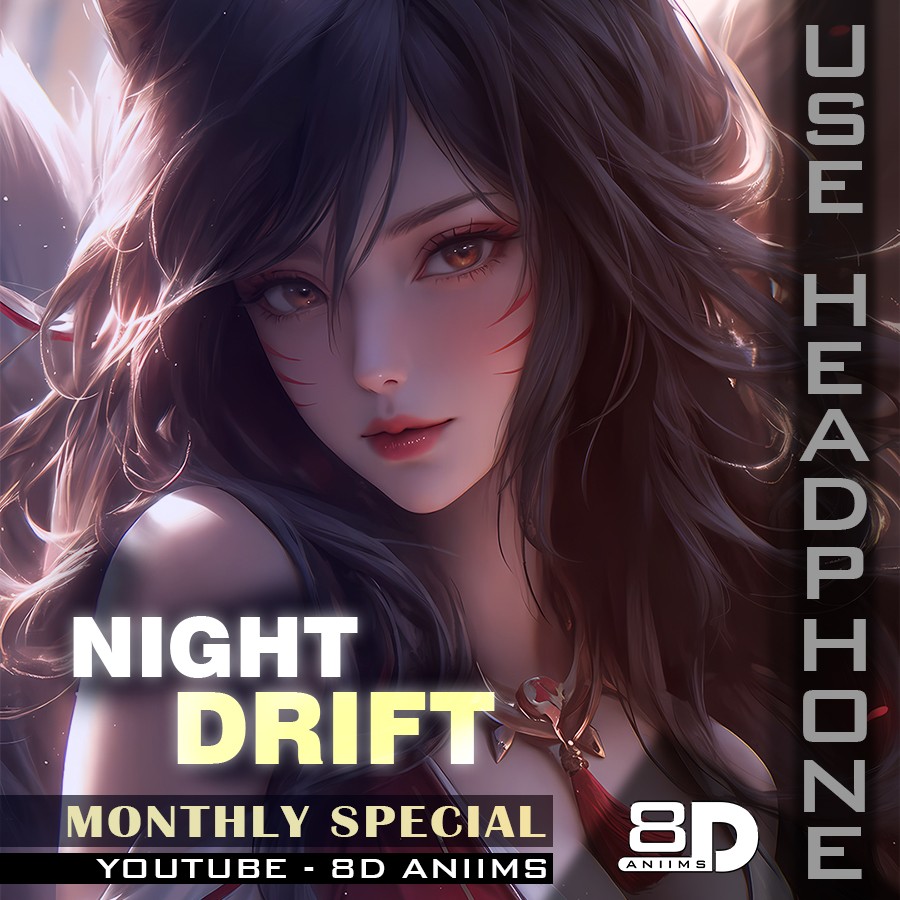 NIGHT
DRIFT
MONTHLY SPECIAL
YOUTUBE - 8D ANIIMS
8D
ANIIMS
USE HEADPHONE